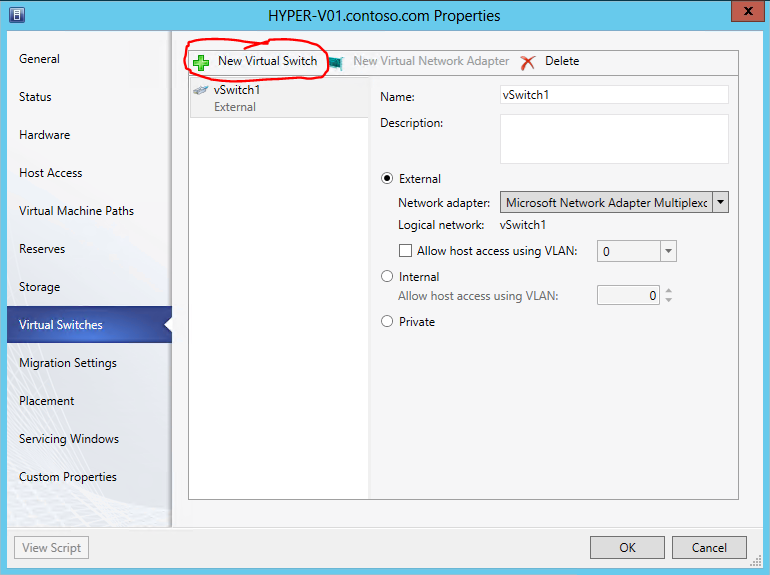 HYPER-V01.contoso.com Properties
x
General
Status
Hardware
Host Access
Virtual Machine Paths
Reserves
Storage
Virtual Switches
Migration Settings
Placement
Servicing Windows
Custom Properties
New Virtual Switch New Virtual Network Adapter Delete
vSwitch1
External
Name: vSwitch1
Description:
External
Network adapter: Microsoft Network Adapter Multiplexo
Logical network: vSwitch1
Allow host access using VLAN: 0
Internal
Allow host access using VLAN: 0
Private
View Script OK Cancel